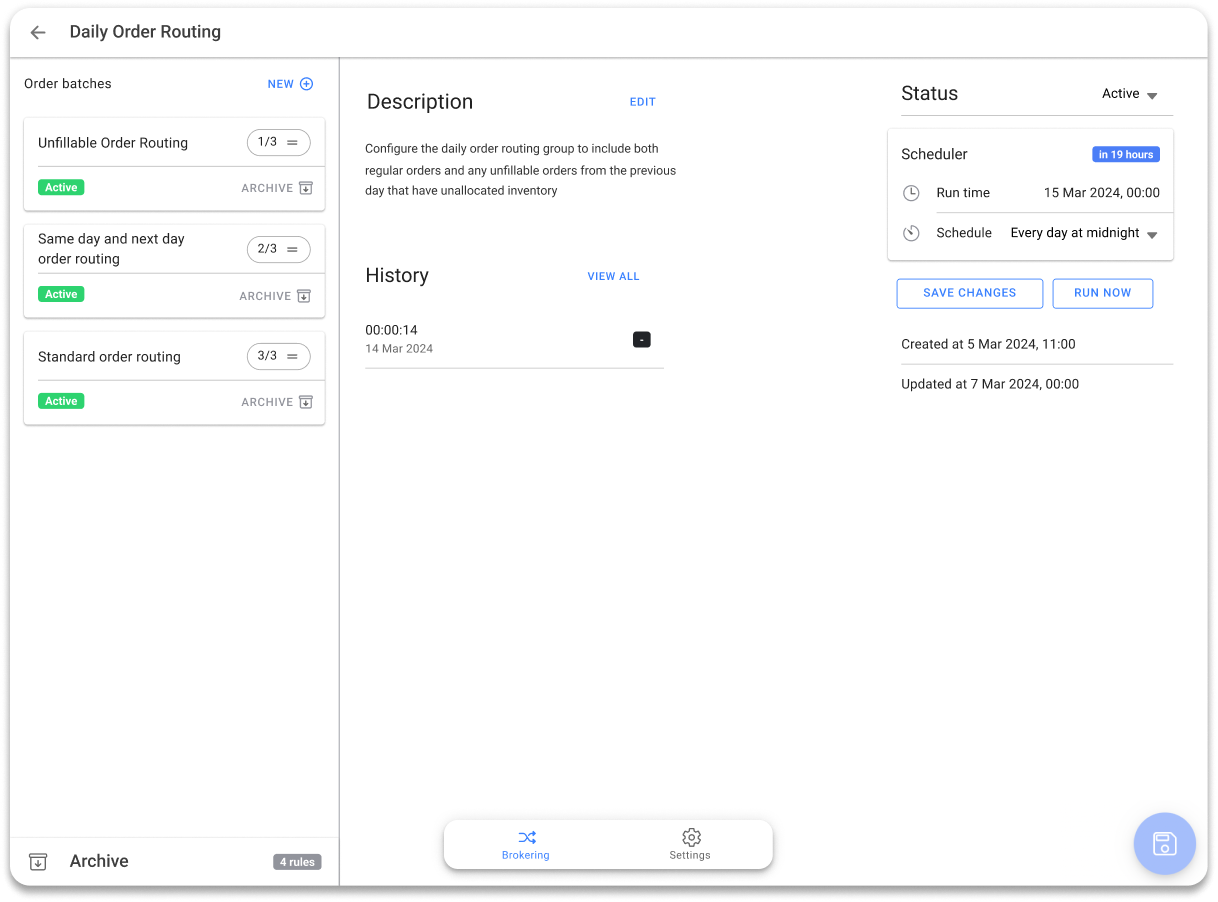 Daily Order Routing
Order batches
NEW
Unfillable Order Routing
1/3
Active
ARCHIVE
Same day and next day
order routing
2/3
Active
ARCHIVE
Standard order routing
3/3
Active
ARCHIVE
Archive
4 rules
Description
EDIT
Configure the daily order routing group to include both
regular orders and any unfillable orders from the previous
day that have unallocated inventory
History
VIEW ALL
00:00:14
14 Mar 2024
-
Status
Active
Scheduler
in 19 hours
Run time
15 Mar 2024, 00:00
Schedule
Every day at midnight
SAVE CHANGES
RUN NOW
Created at 5 Mar 2024, 11:00
Updated at 7 Mar 2024, 00:00
Brokering
Settings